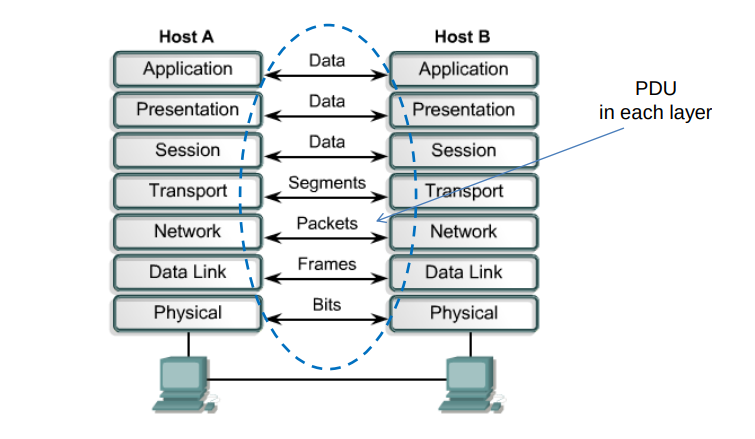 Host A
Host B
Application
Data
Application
Presentation
Data
Presentation
Session
Data
Session
Transport
Segments
Transport
Network
Packets
Network
Data Link
Frames
Data Link
Physical
Bits
Physical
PDU
in each layer